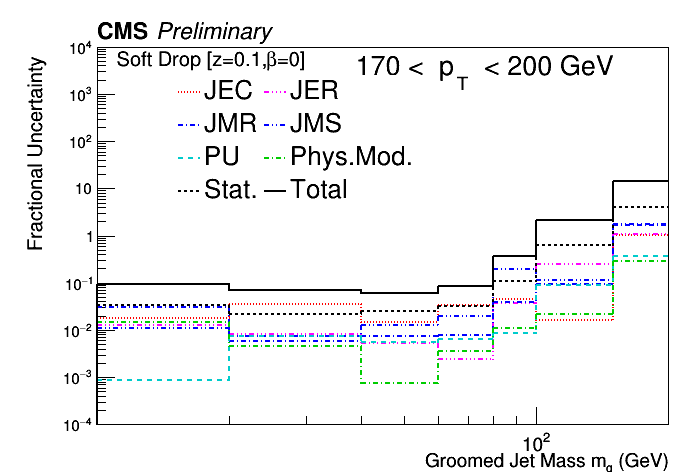 CMS Preliminary
Soft Drop [z=0.1,β=0]
170 < p_T < 200 GeV
JEC JER
JMR JMS
PU Phys.Mod.
Stat. Total
Fractional Uncertainty
10^4
10^3
10^2
10
1
10^−1
10^−2
10^−3
10^−4
10^2
Groomed Jet Mass m_g (GeV)